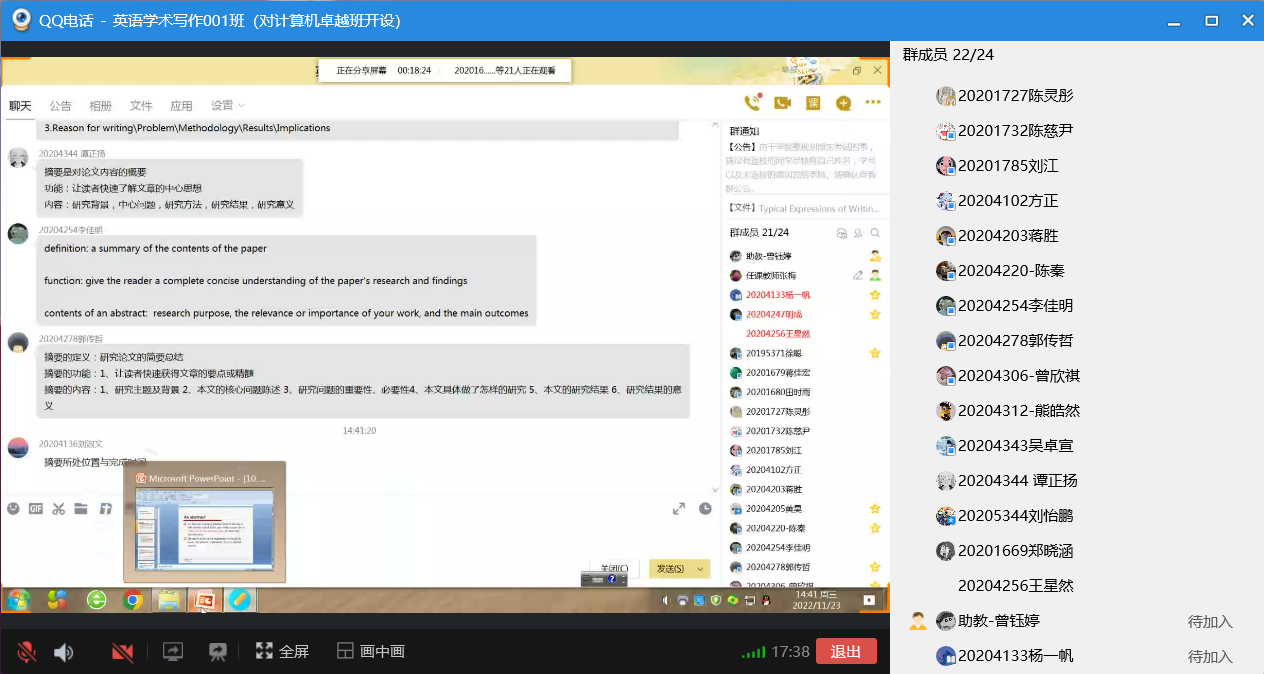 QQ电话 - 英语学术写作001班 (对计算机卓越班开设)
正在分享屏幕 00:18:24 202016......等21人正在观看
聊天 公告 相册 文件 应用 设置
3.Reason for writing\Problem\Methodology\Results\Implications
20204344 谭正扬
摘要是对论文内容的概要
功能：让读者快速了解文章的中心思想
内容：研究背景，中心问题，研究方法，研究结果，研究意义
20204254李佳明
definition: a summary of the contents of the paper
function: give the reader a complete concise understanding of the paper's research and findings
contents of an abstract: research purpose, the relevance or importance of your work, and the main outcomes
20204278郭传哲
摘要的定义：研究论文的简要总结
摘要的功能：1、让读者快速获得文章的要点或精髓
摘要的内容：1、研究主题及背景 2、本文的核心问题陈述 3、研究问题的重要性、必要性4、本文具体做了怎样的研究 5、本文的研究结果 6、研究结果的意
义
14:41:20
摘要所处位置与完成时间
Microsoft PowerPoint - [10. ...
An abstract
GIF
关闭(C)
发送(S)
课
群通知
【公告】
【文件】Typical Expressions of Writin...
群成员 21/24
助教-曾钰婷
任课教师张梅
20204133杨一帆
20204247明成
20204256王星然
20195371徐聪
20201679蒋佳宏
20201680田时雨
20201727陈灵彤
20201732陈慈尹
20201785刘江
20204102方正
20204203蒋胜
20204205黄昊
20204220-陈秦
20204254李佳明
20204278郭传哲
20204306-曾欣祺
14:41 周三
2022/11/23
全屏
画中画
17:38
退出
群成员 22/24
20201727陈灵彤
20201732陈慈尹
20201785刘江
20204102方正
20204203蒋胜
20204220-陈秦
20204254李佳明
20204278郭传哲
20204306-曾欣祺
20204312-熊皓然
20204343吴卓宣
20204344 谭正扬
20205344刘怡鹏
20201669郑晓涵
20204256王星然
助教-曾钰婷 待加入
20204133杨一帆 待加入